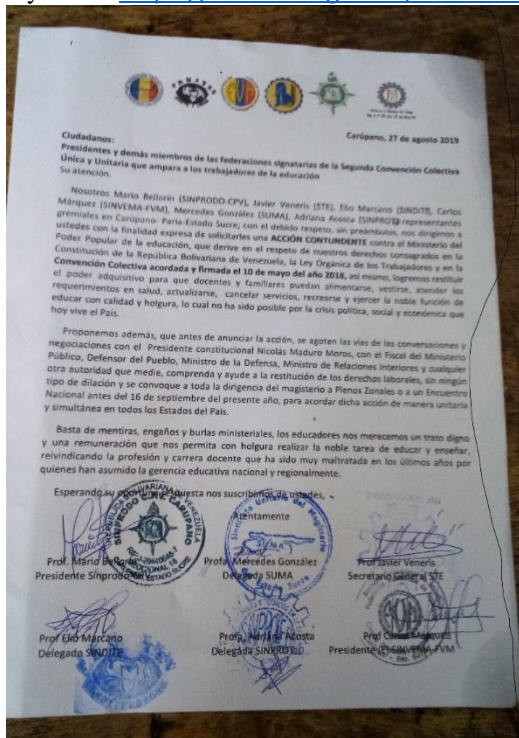 Carúpano, 27 de agosto 2019
Ciudadanos:
Presidentes y demás miembros de las federaciones signatarias de la Segunda Convención Colectiva
Única y Unitaria que ampara a los trabajadores de la educación
Su atención.
Nosotros Mario Bellorín (SINPRODO-CPV), Javier Veneris (STE), Elio Marcano (SINDITE), Carlos
Márquez (SINVEMA-FVM), Mercedes González (SUMA), Adriana Acosta (SINPROT) representantes
gremiales en Carúpano- Paria-Estado Sucre, con el debido respeto, sin preámbulos, nos dirigimos a
ustedes con la finalidad expresa de solicitarles una ACCIÓN CONTUNDENTE contra el Ministerio del
Poder Popular de la educación, que derive en el respeto de nuestros derechos consagrados en la
Constitución de la República Bolivariana de Venezuela, la Ley Orgánica de los Trabajadores y en la
Convención Colectiva acordada y firmada el 10 de mayo del año 2018, así mismo, logremos restituir
el poder adquisitivo para que docentes y familiares puedan alimentarse, vestirse, atender los
requerimientos en salud, actualizarse, cancelar servicios, recrearse y ejercer la noble función de
educar con calidad y holgura, lo cual no ha sido posible por la crisis política, social y económica que
hoy vive el País.
Proponemos además, que antes de anunciar la acción, se agoten las vías de las conversaciones y
negociaciones con el Presidente constitucional Nicolás Maduro Moros, con el Fiscal del Ministerio
Público, Defensor del Pueblo, Ministro de la Defensa, Ministro de Relaciones Interiores y cualquier
otra autoridad que medie, comprenda y ayude a la restitución de los derechos laborales, sin ningún
tipo de dilación y se convoque a toda la dirigencia del magisterio a Plenos Zonales o a un Encuentro
Nacional antes del 16 de septiembre del presente año, para acordar dicha acción de manera unitaria
y simultánea en todos los Estados del País.
Basta de mentiras, engaños y burlas ministeriales, los educadores nos merecemos un trato digno
y una remuneración que nos permita con holgura realizar la noble tarea de educar y enseñar,
reivindicando la profesión y carrera docente que ha sido muy maltratada en los últimos años por
quienes han asumido la gerencia educativa nacional y regionalmente.
Esperando su oportuna respuesta nos suscribimos de ustedes,
Atentamente
Prof. Mario Bellorín
Profa. Mercedes González
Prof Javier Veneris
Presidente Sinprodo
Delegada SUMA
Secretario General STE
Prof Elio Marcano
Profa. Adriana Acosta
Prof Carlos Márquez
Delegado SINDITE
Delegada SINPROT
Presidente (E) SINVEMA-FVM